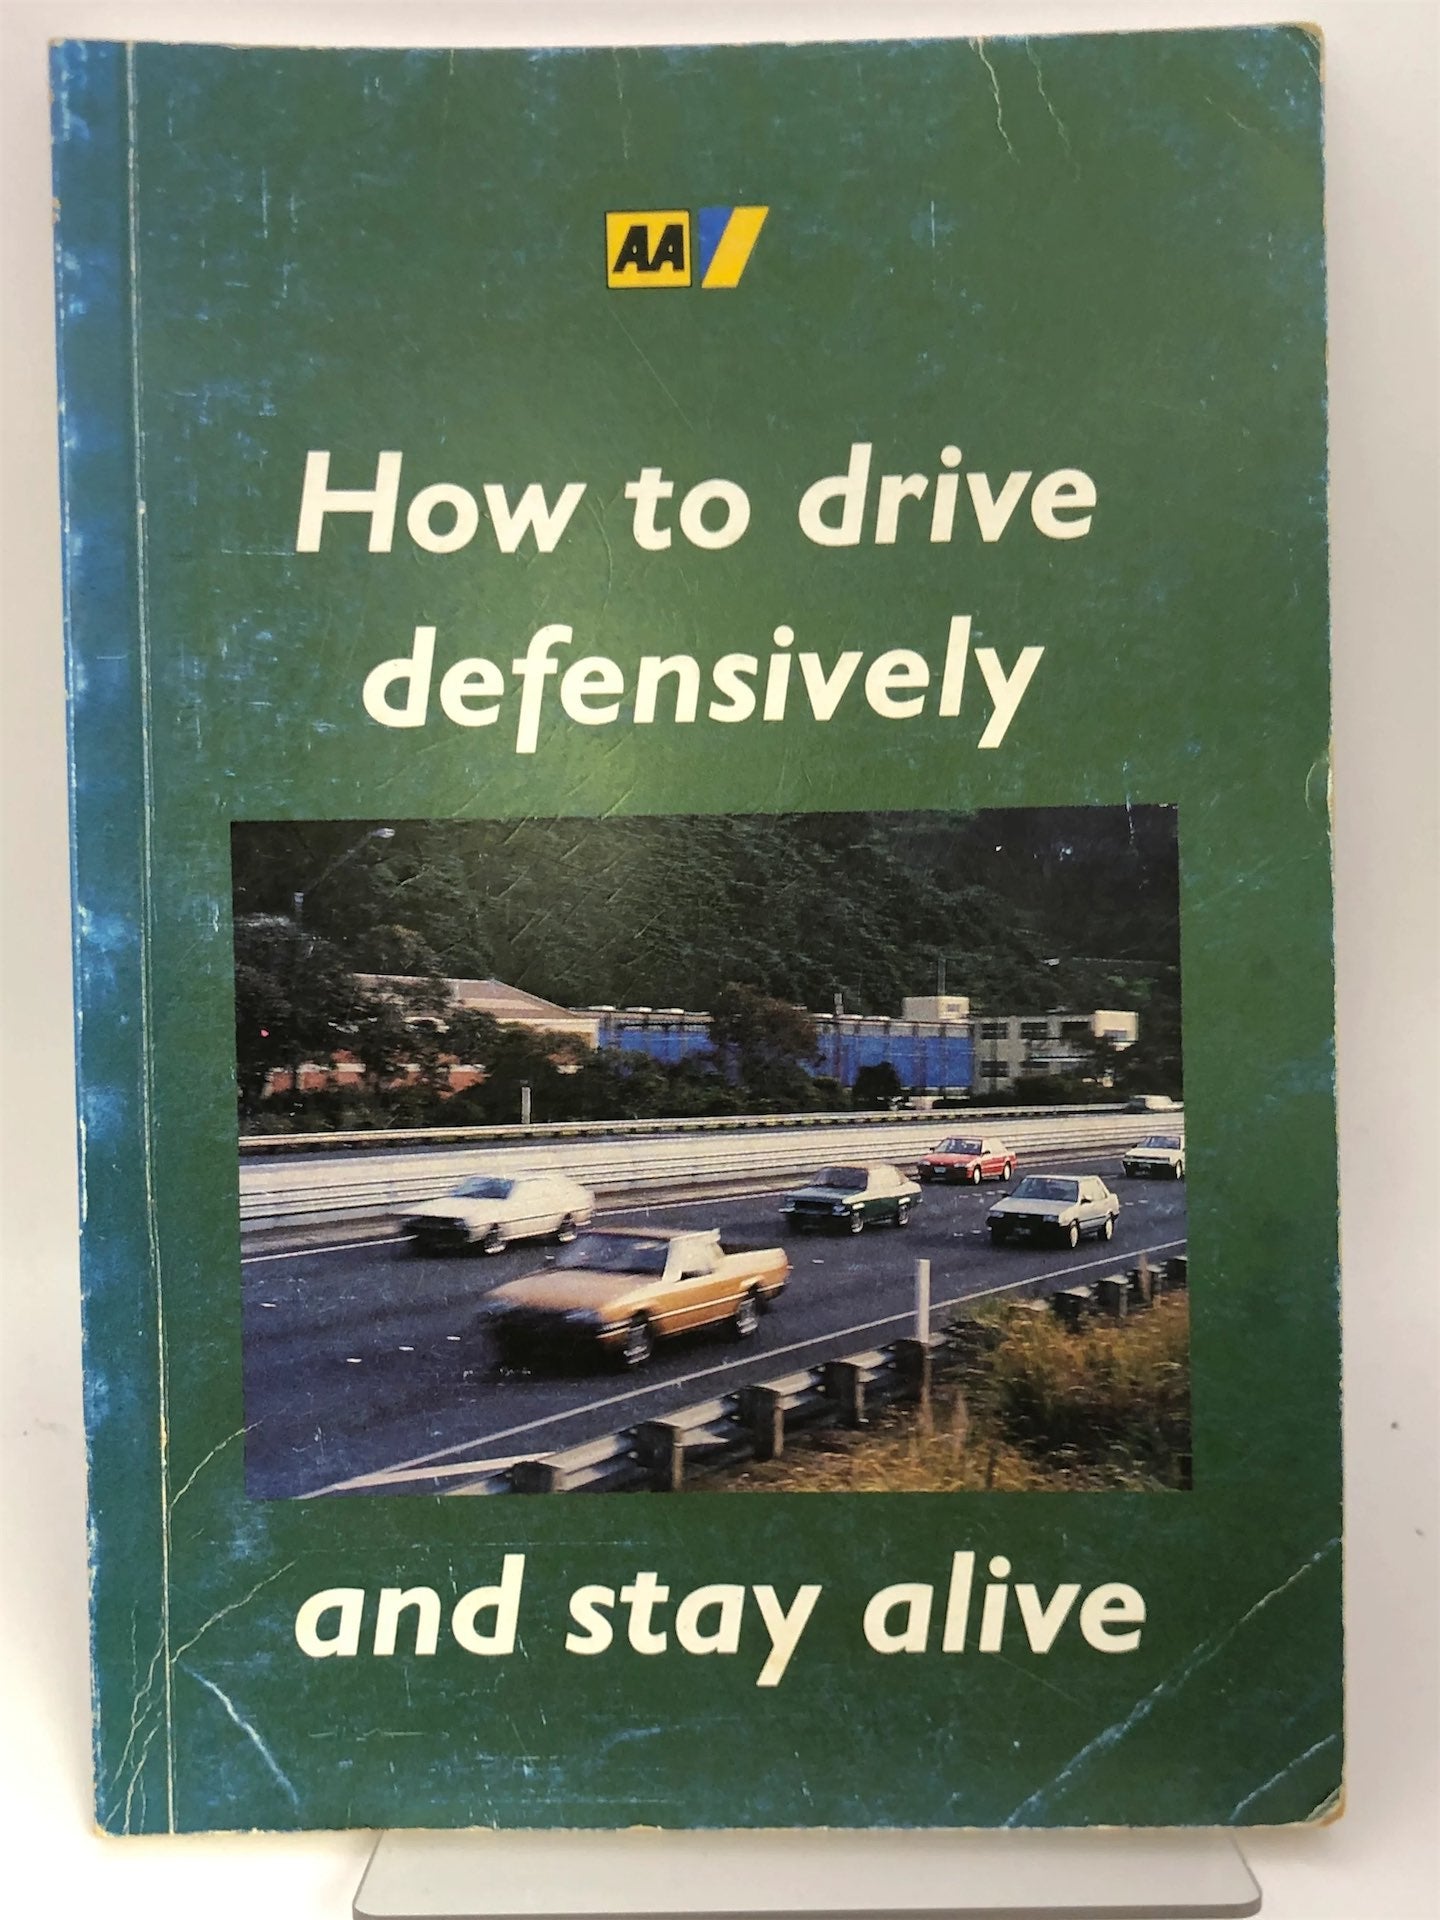 AA
How to drive
defensively
and stay alive